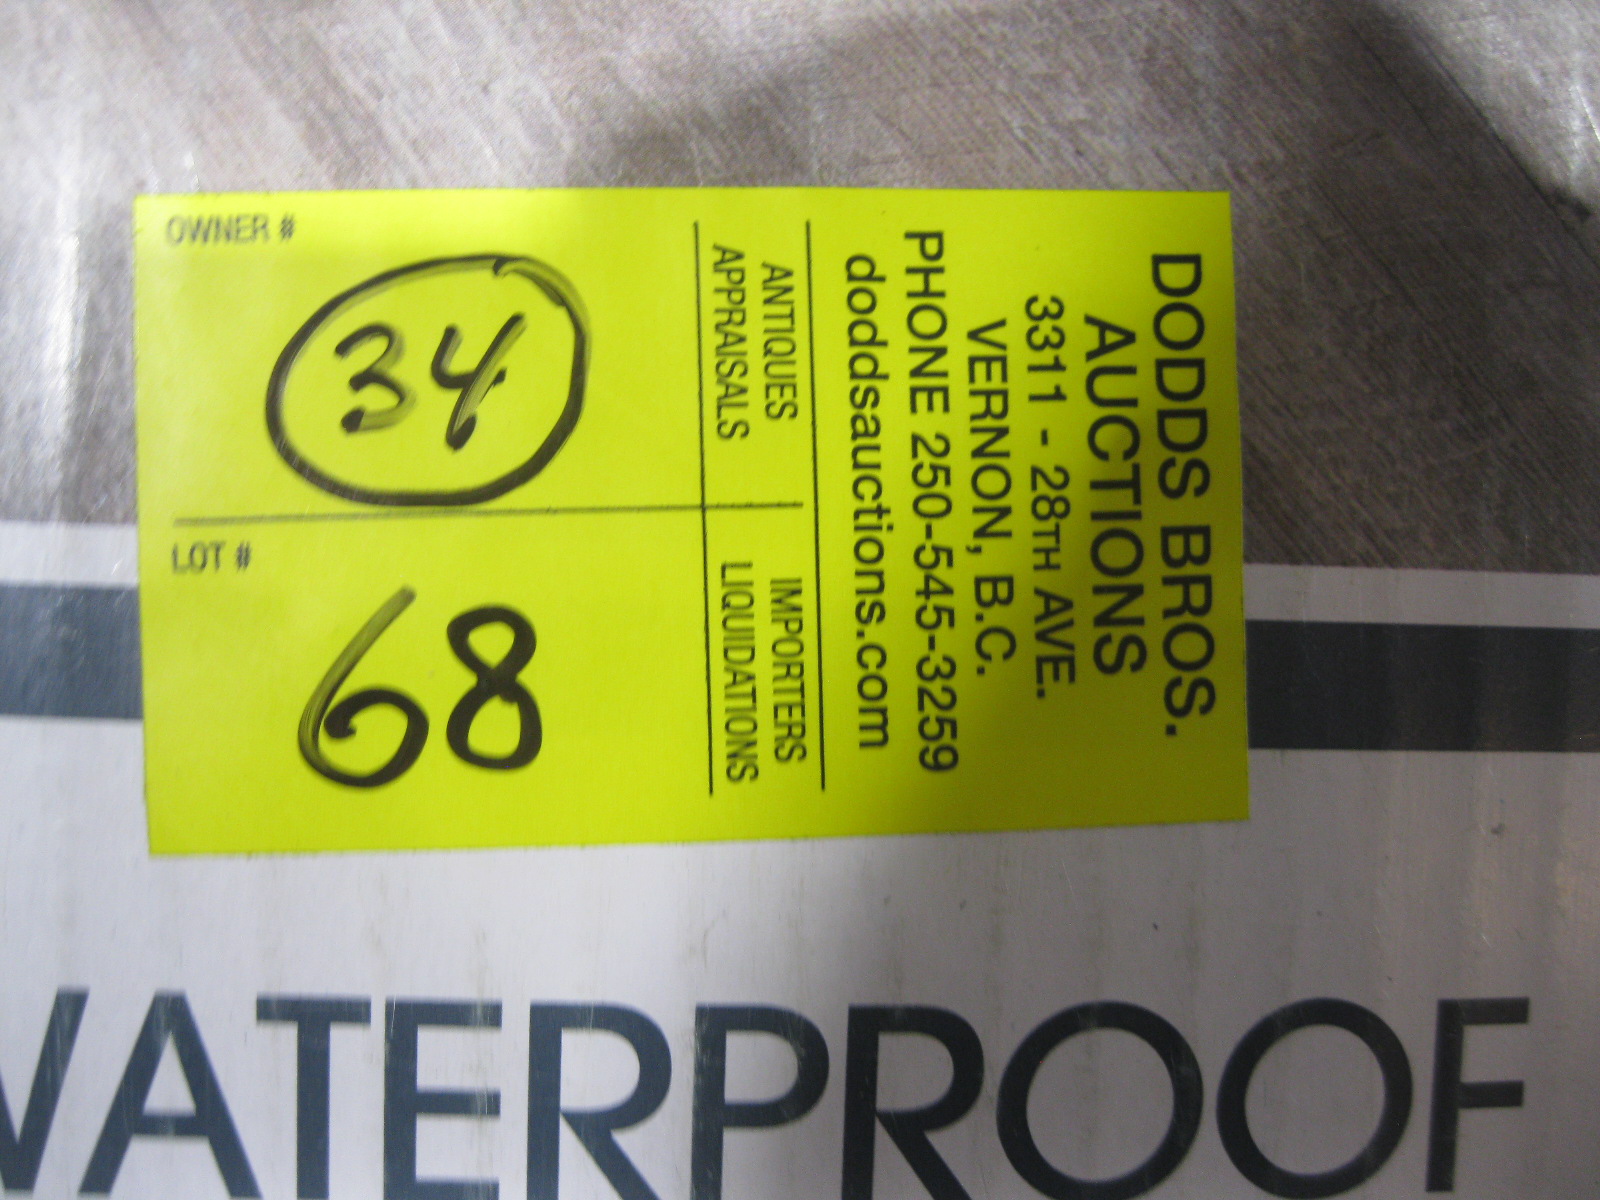 DODDS BROS.
AUCTIONS
3311 - 28TH AVE.
VERNON, B.C.
PHONE 250-545-3259
doddsauctions.com
ANTIQUES
APPRAISALS
IMPORTERS
LIQUIDATIONS
OWNER #
34
LOT #
68
WATERPROOF